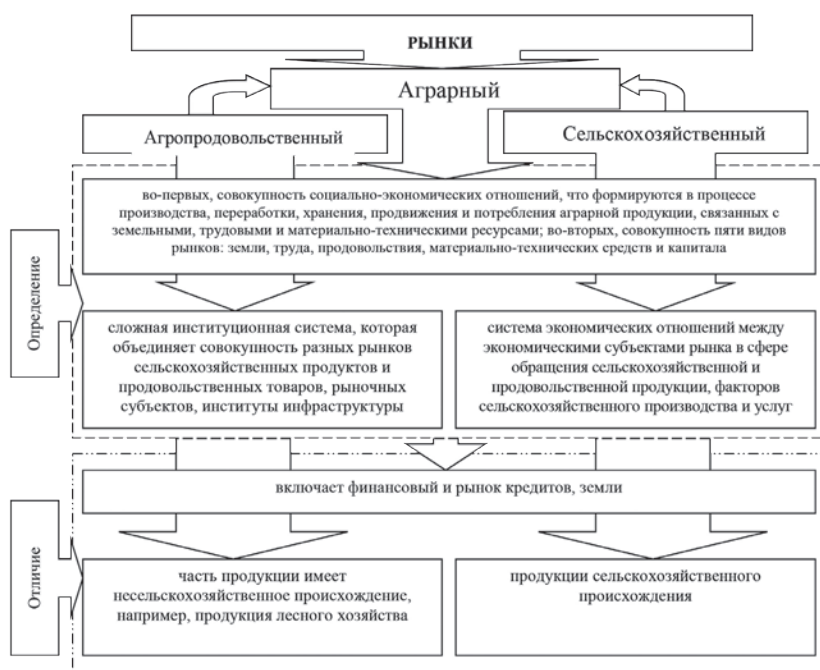 РЫНКИ
Аграрный
Агропродовольственный
Сельскохозяйственный
Определение
во-первых, совокупность социально-экономических отношений, что формируются в процессе
производства, переработки, хранения, продвижения и потребления аграрной продукции, связанных с
земельными, трудовыми и материально-техническими ресурсами; во-вторых, совокупность пяти видов
рынков: земли, труда, продовольствия, материально-технических средств и капитала
сложная институционная система, которая
объединяет совокупность разных рынков
сельскохозяйственных продуктов и
продовольственных товаров, рыночных
субъектов, институты инфраструктуры
система экономических отношений между
экономическими субъектами рынка в сфере
обращения сельскохозяйственной и
продовольственной продукции, факторов
сельскохозяйственного производства и услуг
Отличие
включает финансовый и рынок кредитов, земли
часть продукции имеет
несельскохозяйственное происхождение,
например, продукция лесного хозяйства
продукции сельскохозяйственного
происхождения